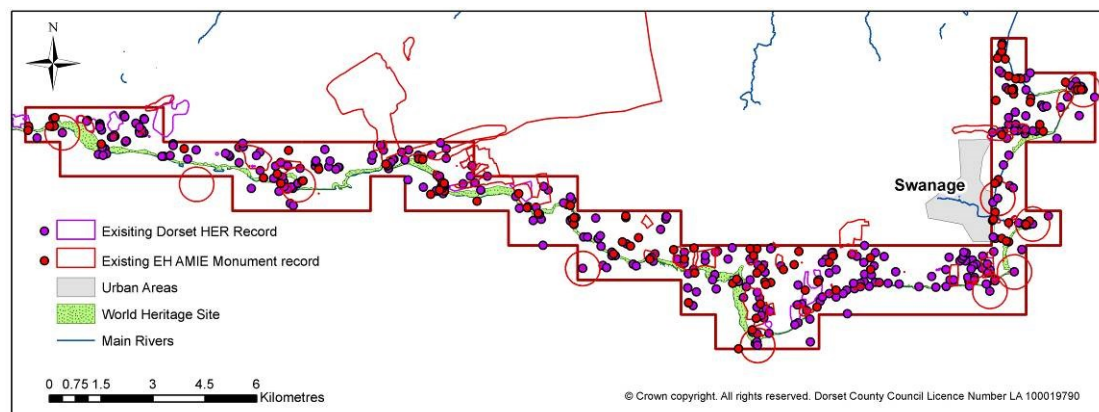 N
Swanage
Exisiting Dorset HER Record
Existing EH AMIE Monument record
Urban Areas
World Heritage Site
Main Rivers
0 0.75 1.5 3 4.5 6
Kilometres
© Crown copyright. All rights reserved. Dorset County Council Licence Number LA 100019790